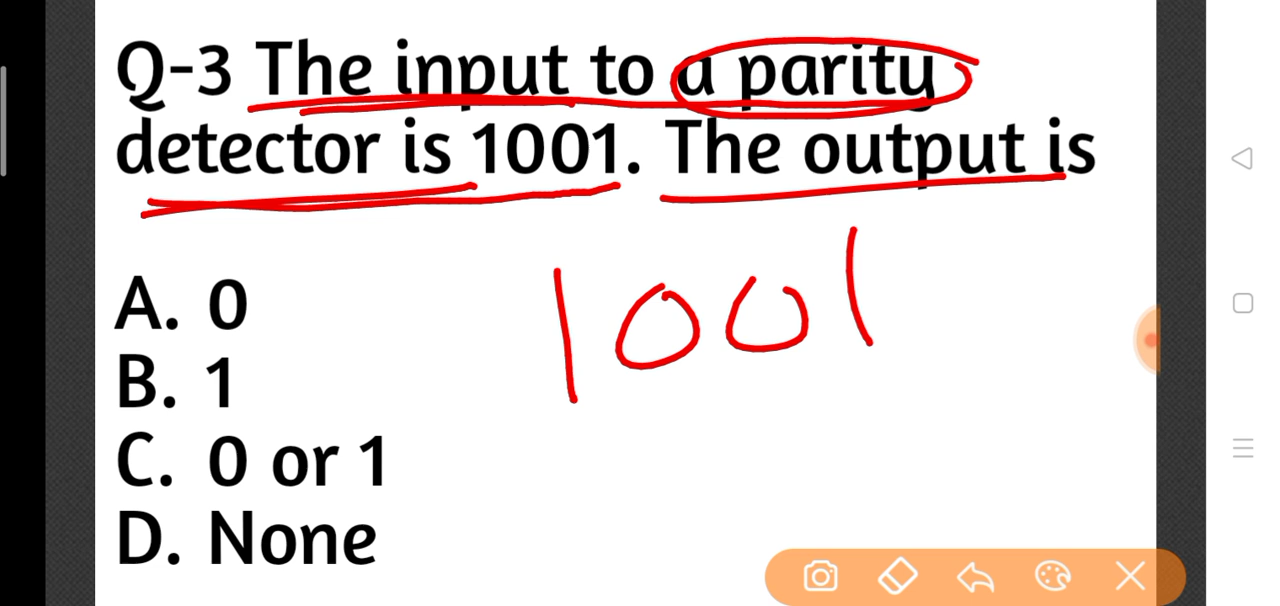 Q-3 The input to a parity
detector is 1001. The output is
1001
A. 0
B. 1
C. 0 or 1
D. None